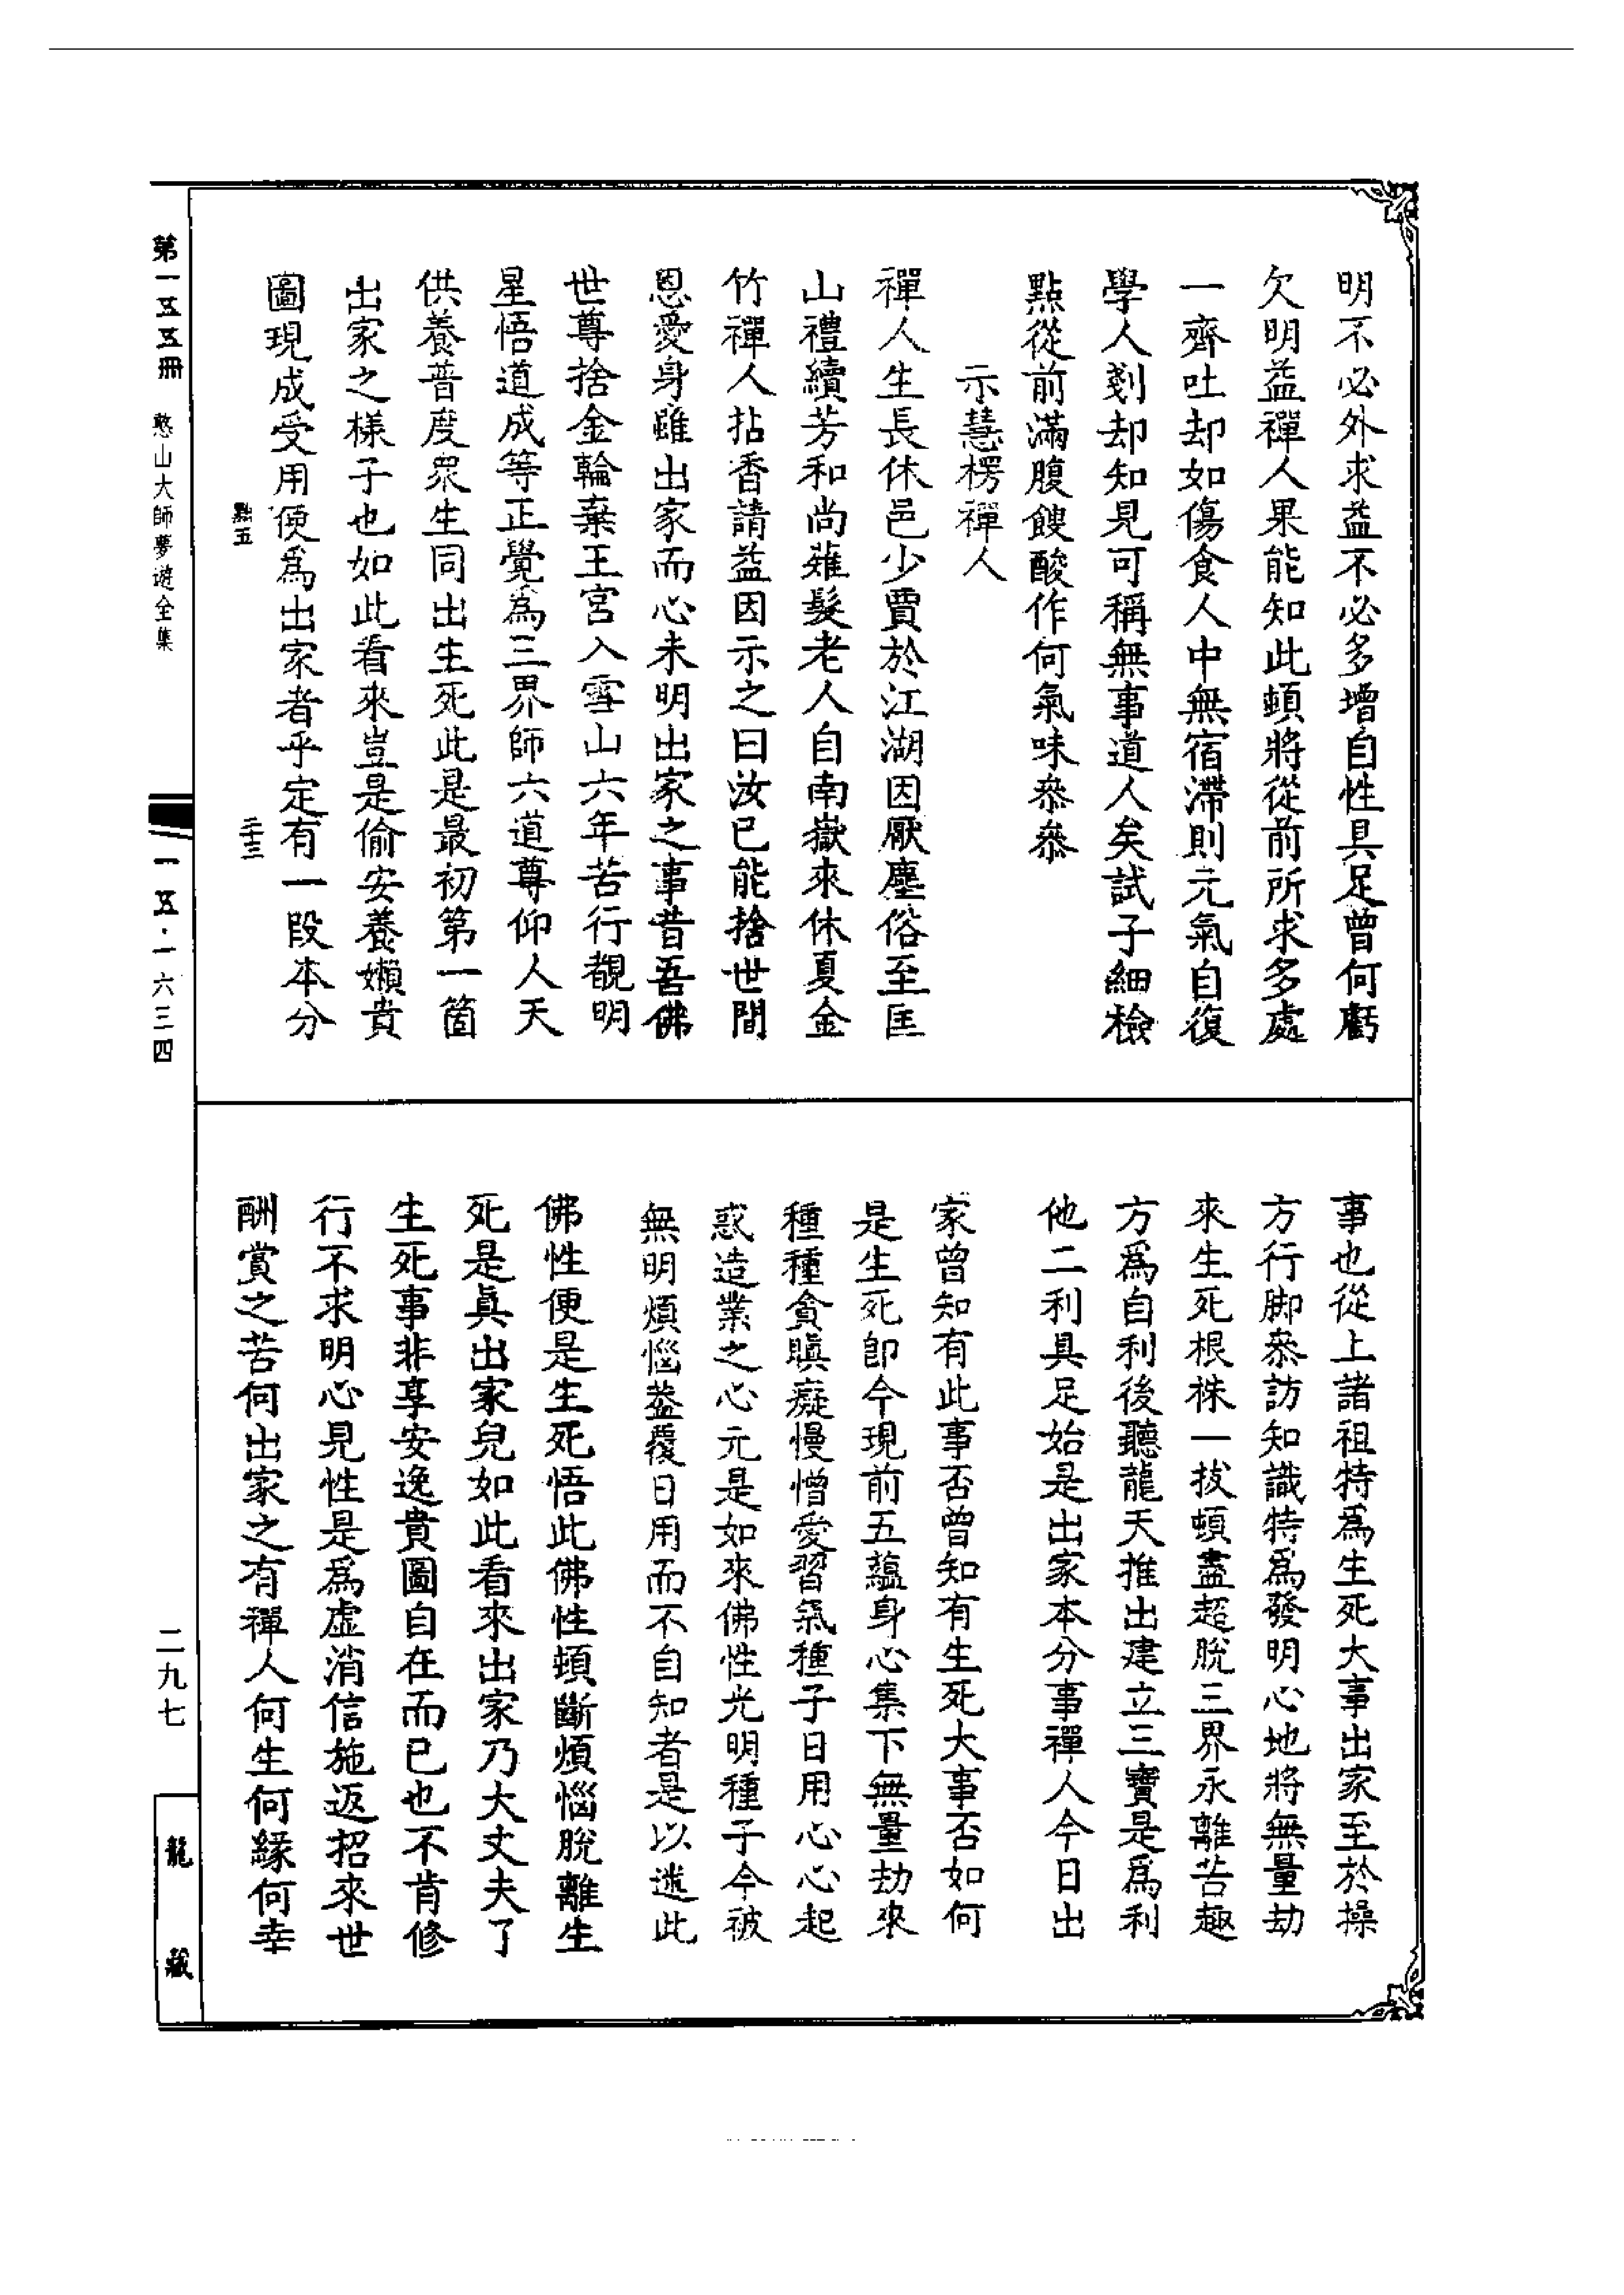 明不必外求益不必多增自性具足曾何虧
欠明益禪人果能知此頓將從前所求多處
一齊吐却如傷食人中無宿滯則元氣自復
學人剗却知見可稱無事道人矣試子細檢
點從前滿腹餿酸作何氣味叅叅
示慧楞禪人
禪人生長休邑少賈於江湖因厭塵俗至匡
山禮續芳和尚薙髮老人自南嶽來休夏金
竹禪人拈香請益因示之曰汝已能捨世間
恩愛身雖出家而心未明出家之事昔吾佛
世尊捨金輪棄王宮入雪山六年苦行覩明
星悟道成等正覺爲三界師六道尊仰人天
供養普度眾生同出生死此是最初第一箇
出家之樣子也如此看來豈是偷安養嬾貴
圖現成受用便爲出家者乎定有一段本分
點五
二十三
事也從上諸祖特爲生死大事出家至於操
方行脚叅訪知識特爲發明心地將無量劫
來生死根株一拔頓盡超脫三界永離苦趣
方爲自利後聽龍天推出建立三寶是爲利
他二利具足始是出家本分事禪人今日出
家曾知有此事否曾知有生死大事否如何
是生死即今現前五蘊身心集下無量劫來
種種貪瞋癡慢憎愛習氣種子日用心心起
惑造業之心元是如來佛性光明種子今被
無明煩惱葢覆日用而不自知者是以迷此
佛性便是生死悟此佛性頓斷煩惱脫離生
死是眞出家兒如此看來出家乃大丈夫了
生死事非享安逸貴圖自在而已也不肯修
行不求明心見性是爲虛消信施返招來世
酬賞之苦何出家之有禪人何生何緣何幸
第一五五冊
憨山大師夢遊全集
一五·一六三四
二九七
龍藏